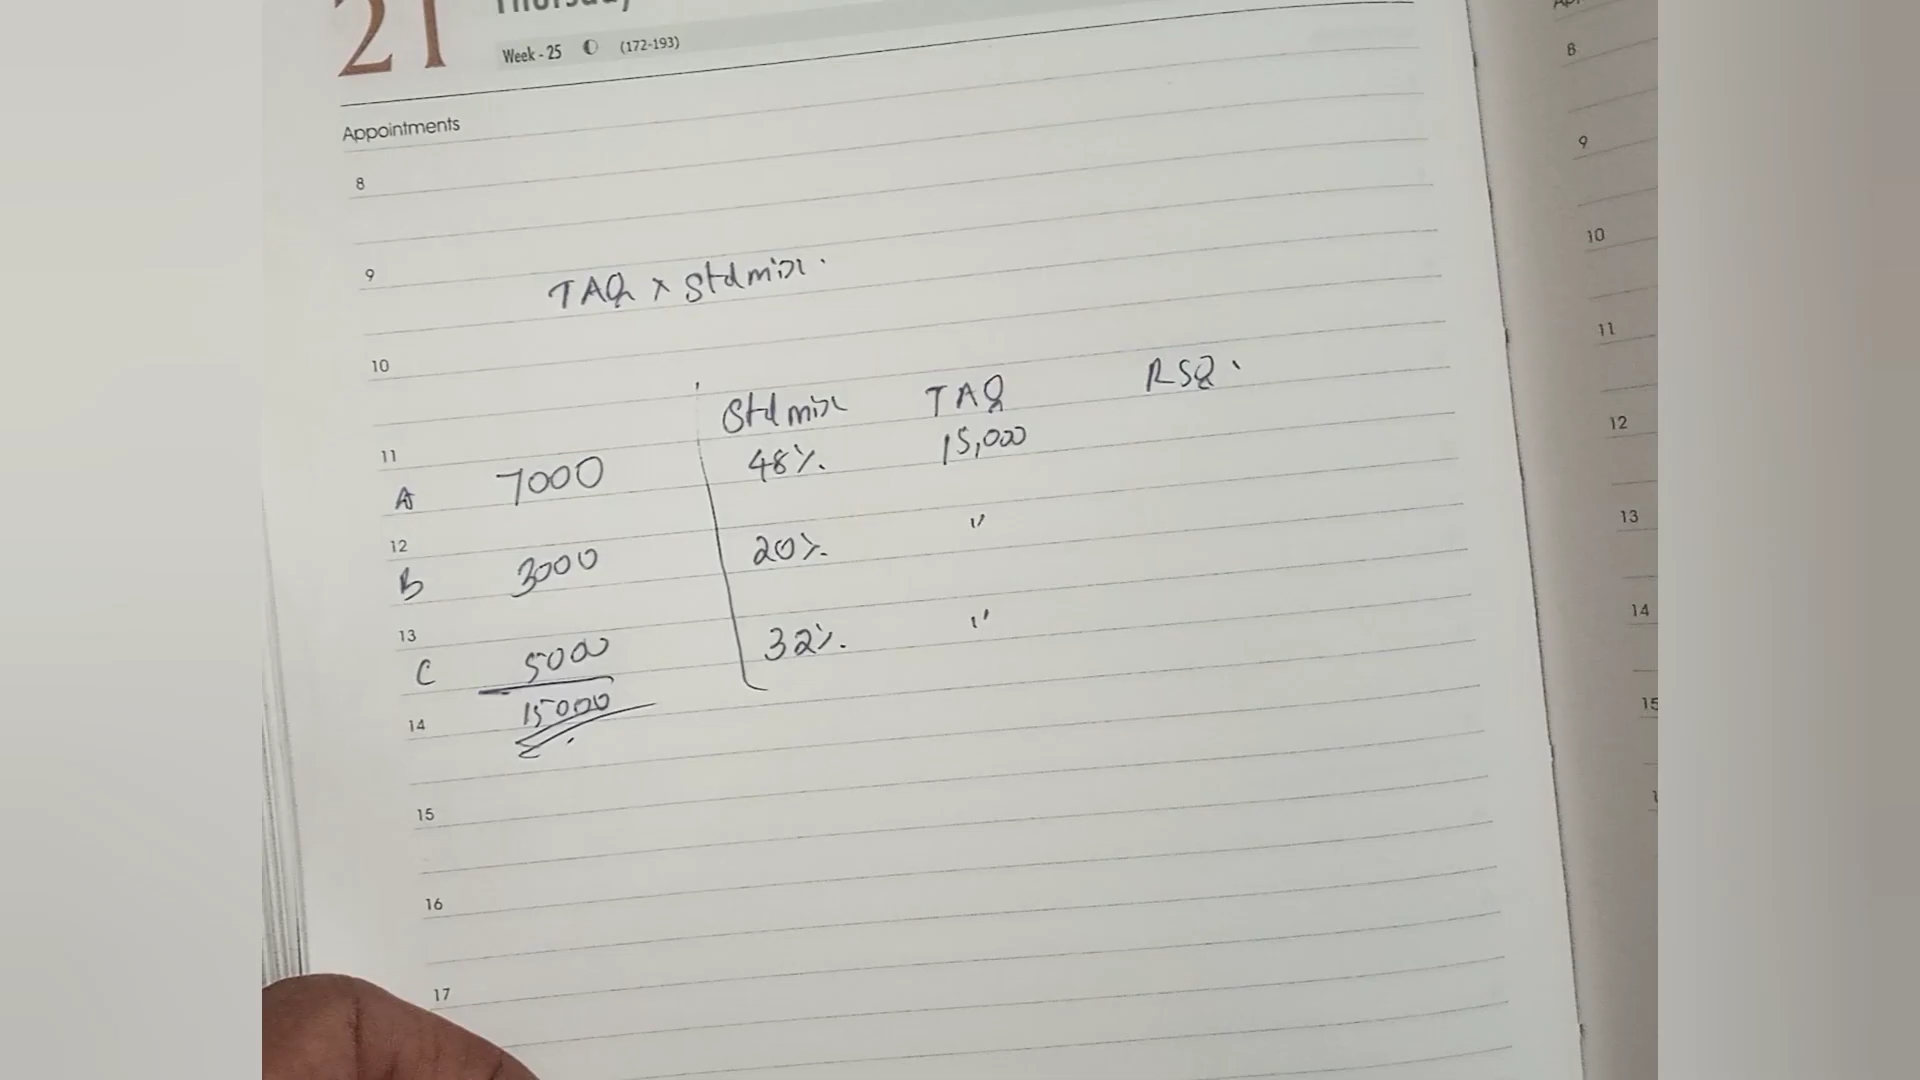 21 Thursday
Week - 25 (172-193)
Appointments
8
9
TAQ x Std mix.
10
Std mix TAQ RSQ.
11
A 7000 48%. 15,000
12
B 3000 20%. "
13
C 5000 32%. "
14 15000
15
16
17
8
9
10
11
12
13
14
15